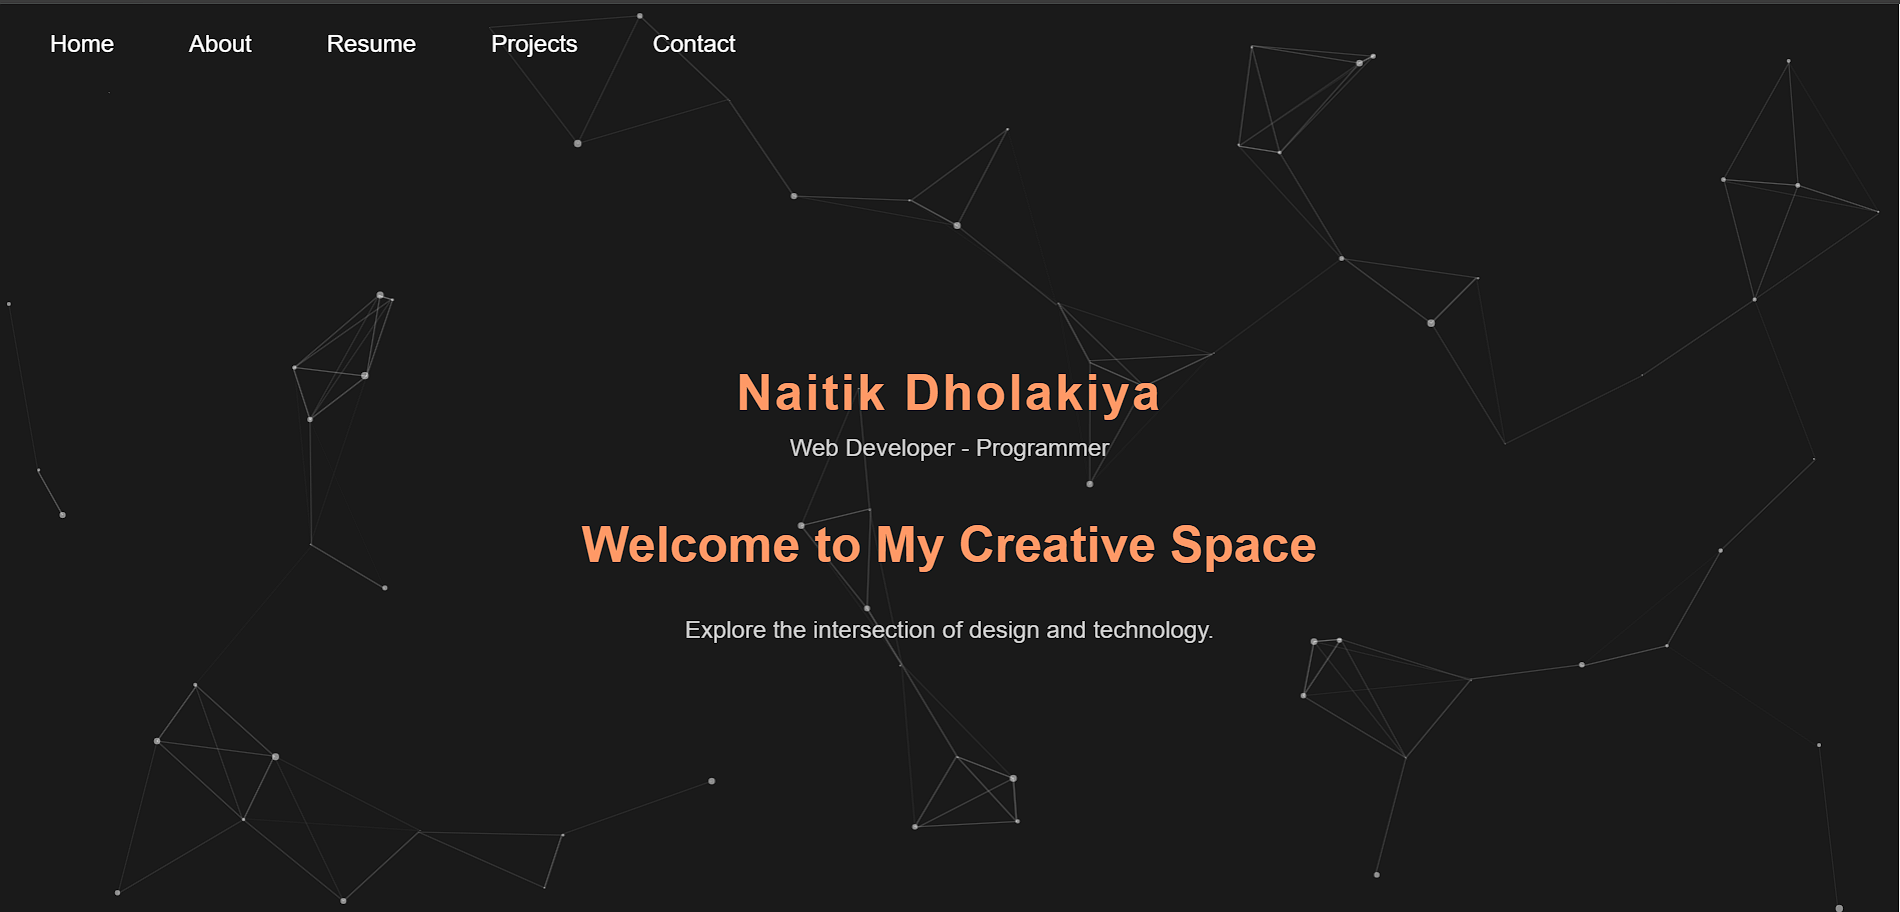 Home About Resume Projects Contact
Naitik Dholakiya
Web Developer - Programmer
Welcome to My Creative Space
Explore the intersection of design and technology.